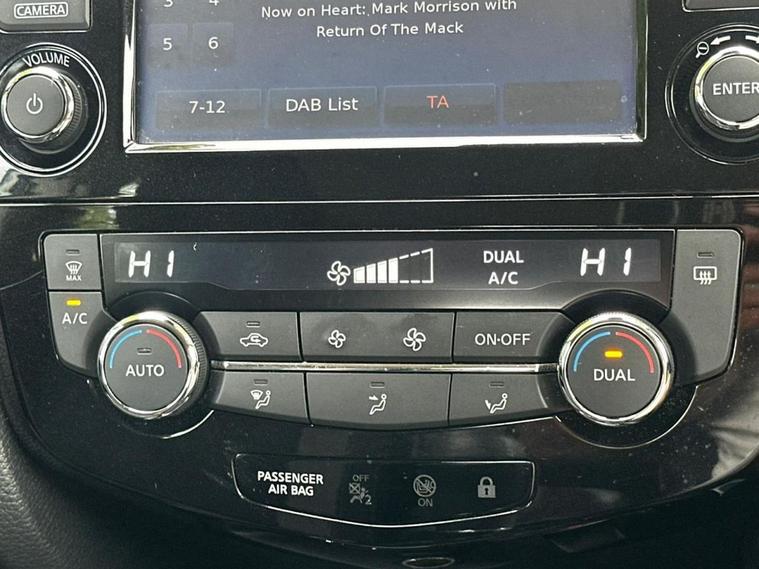 CAMERA
3 4
Now on Heart: Mark Morrison with
Return Of The Mack
5 6
VOLUME
ENTER
7-12 DAB List TA
MAX
HI
DUAL
A/C
HI
A/C
AUTO
ON·OFF
DUAL
PASSENGER
AIR BAG
OFF
2
ON